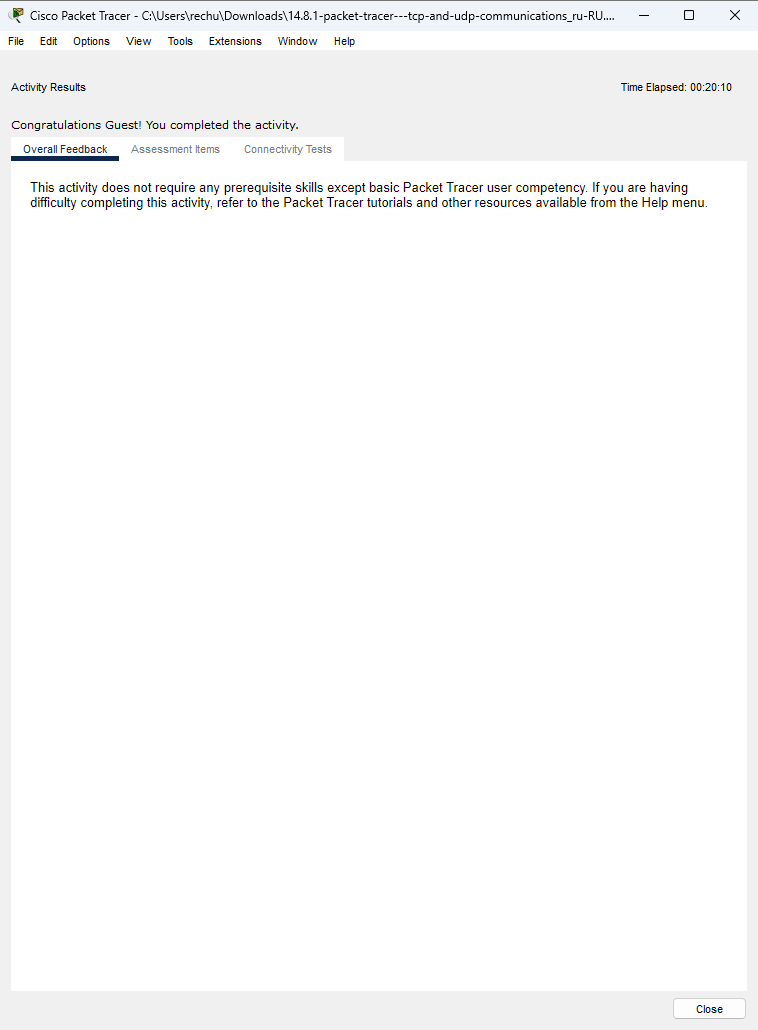 Cisco Packet Tracer - C:\Users\rechu\Downloads\14.8.1-packet-tracer---tcp-and-udp-communications_ru-RU....
File Edit Options View Tools Extensions Window Help
Activity Results Time Elapsed: 00:20:10
Congratulations Guest! You completed the activity.
Overall Feedback Assessment Items Connectivity Tests
This activity does not require any prerequisite skills except basic Packet Tracer user competency. If you are having
difficulty completing this activity, refer to the Packet Tracer tutorials and other resources available from the Help menu.
Close